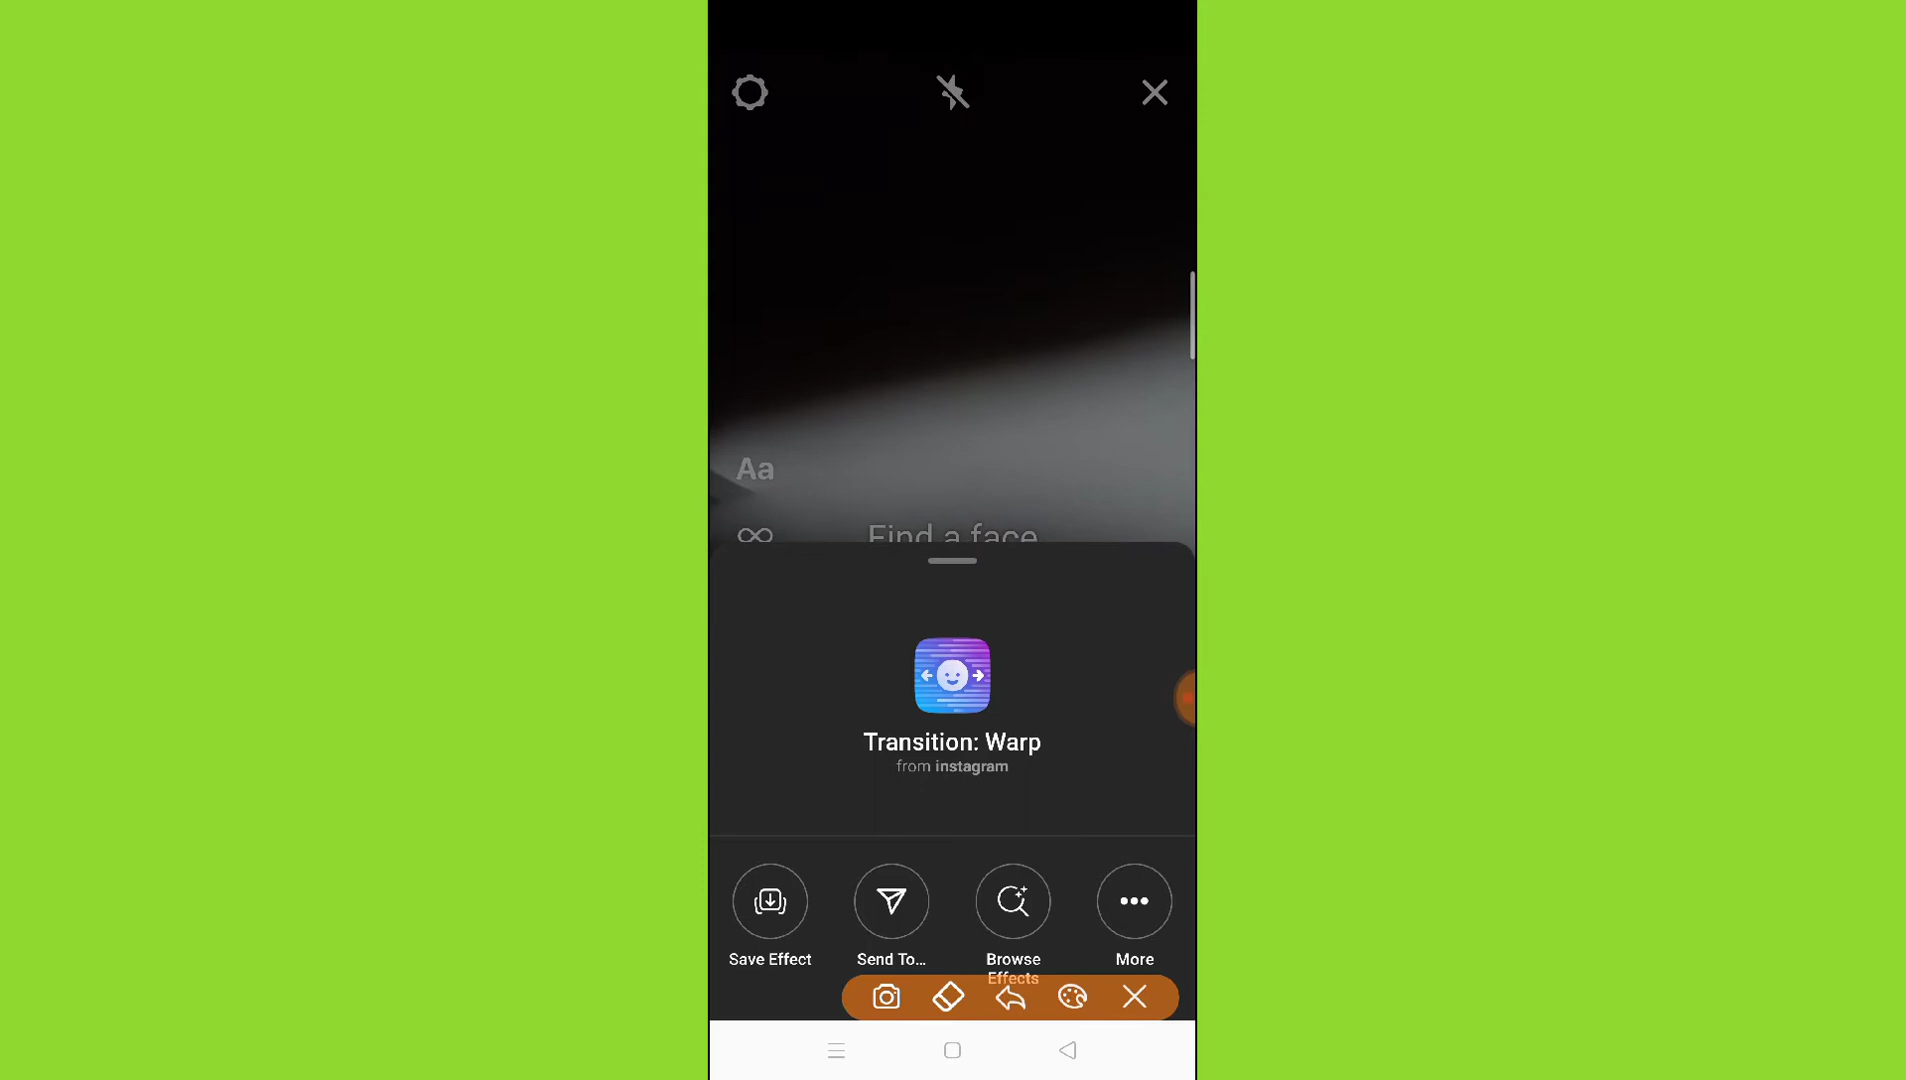 Aa
Find a face
Transition: Warp
from instagram
Save Effect
Send To...
Browse
Effects
More